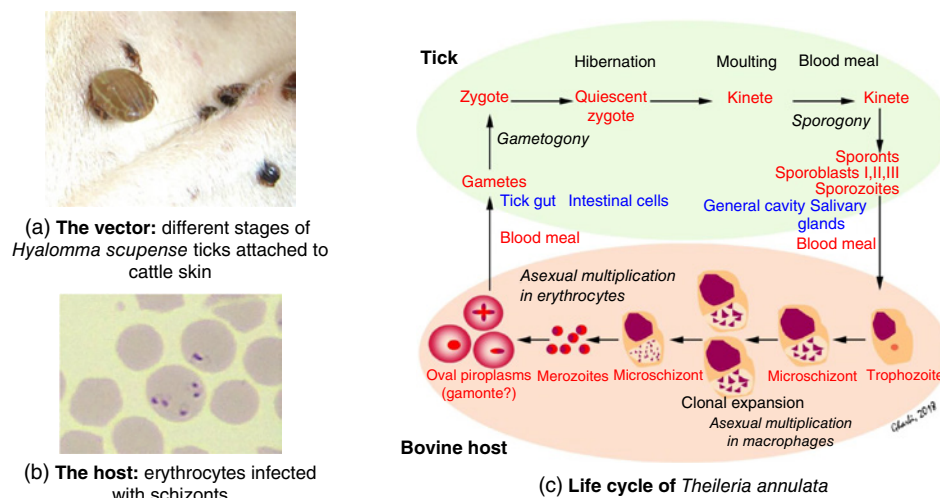 (a) The vector: different stages of
Hyalomma scupense ticks attached to
cattle skin
(b) The host: erythrocytes infected
with schizonts
Tick
Hibernation
Moulting
Blood meal
Zygote
Quiescent
zygote
Kinete
Kinete
Gametogony
Sporogony
Sponts
Sporoblasts I,II,III
Sporozoites
Gametes
Tick gut
Intestinal cells
General cavity Salivary
glands
Blood meal
Blood meal
Asexual multiplication
in erythrocytes
Oval piroplasms
(gamonte?)
Merozoites
Microschizont
Microschizont
Trophozoite
Clonal expansion
Asexual multiplication
in macrophages
Bovine host
Gharbi, 2018
(c) Life cycle of Theileria annulata